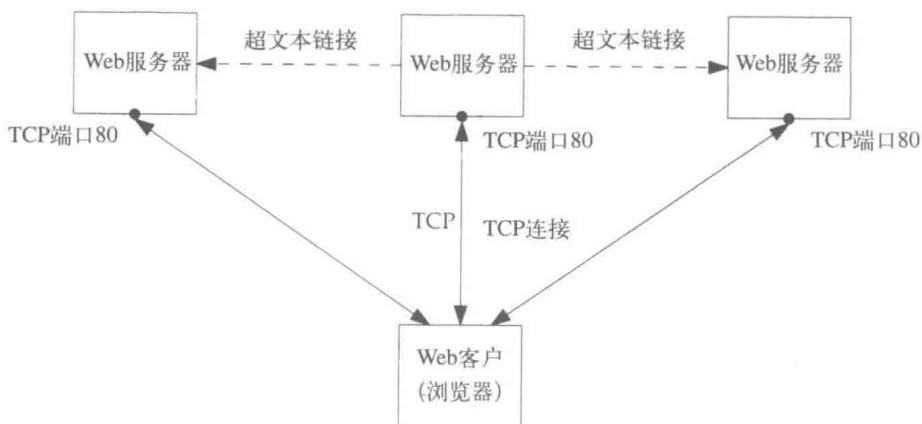 超文本链接
超文本链接
Web服务器
Web服务器
Web服务器
TCP端口80
TCP端口80
TCP端口80
TCP
TCP连接
Web客户
(浏览器)